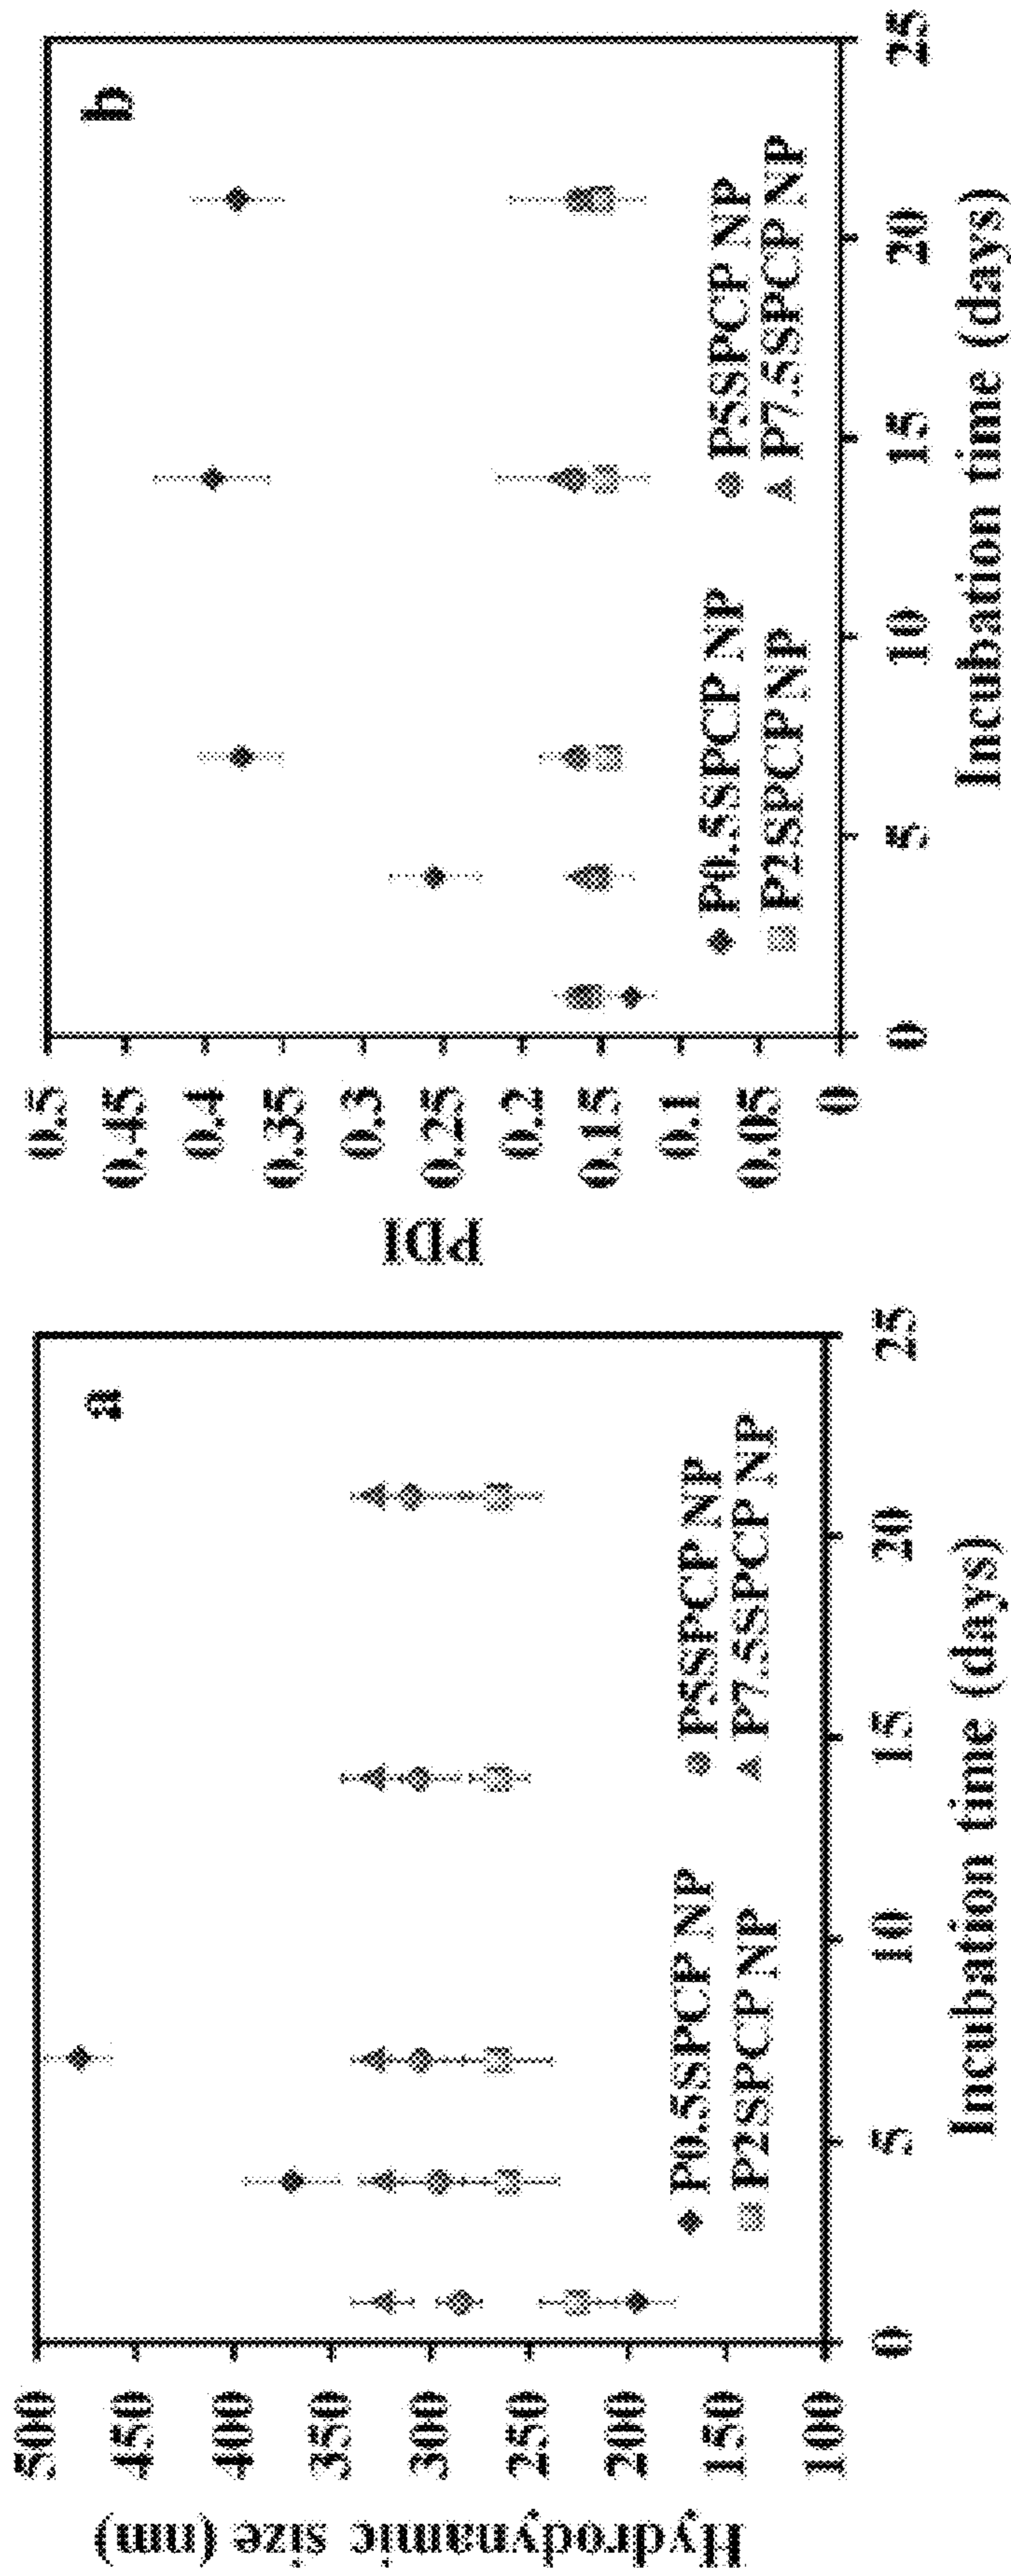 Hydrodynamic size (nm)
500
450
400
350
300
250
200
150
100
a
P0.5SPCP NP
P5SPCP NP
P2SPCP NP
P7.5SPCP NP
0
5
10
15
20
25
Incubation time (days)
PDI
0.5
0.45
0.4
0.35
0.3
0.25
0.2
0.15
0.1
0.05
0
b
P0.5SPCP NP
P5SPCP NP
P2SPCP NP
P7.5SPCP NP
0
5
10
15
20
25
Incubation time (days)